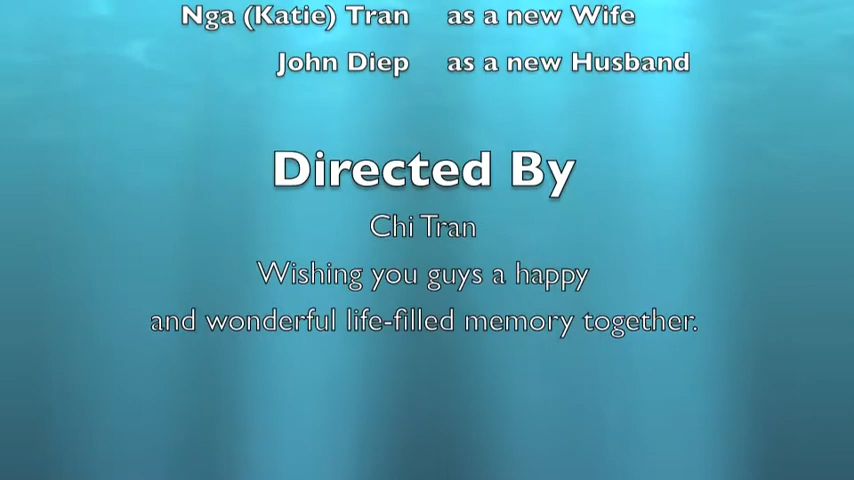 Nga (Katie) Tran as a new Wife
John Diep as a new Husband
Directed By
Chi Tran
Wishing you guys a happy
and wonderful life-filled memory together.